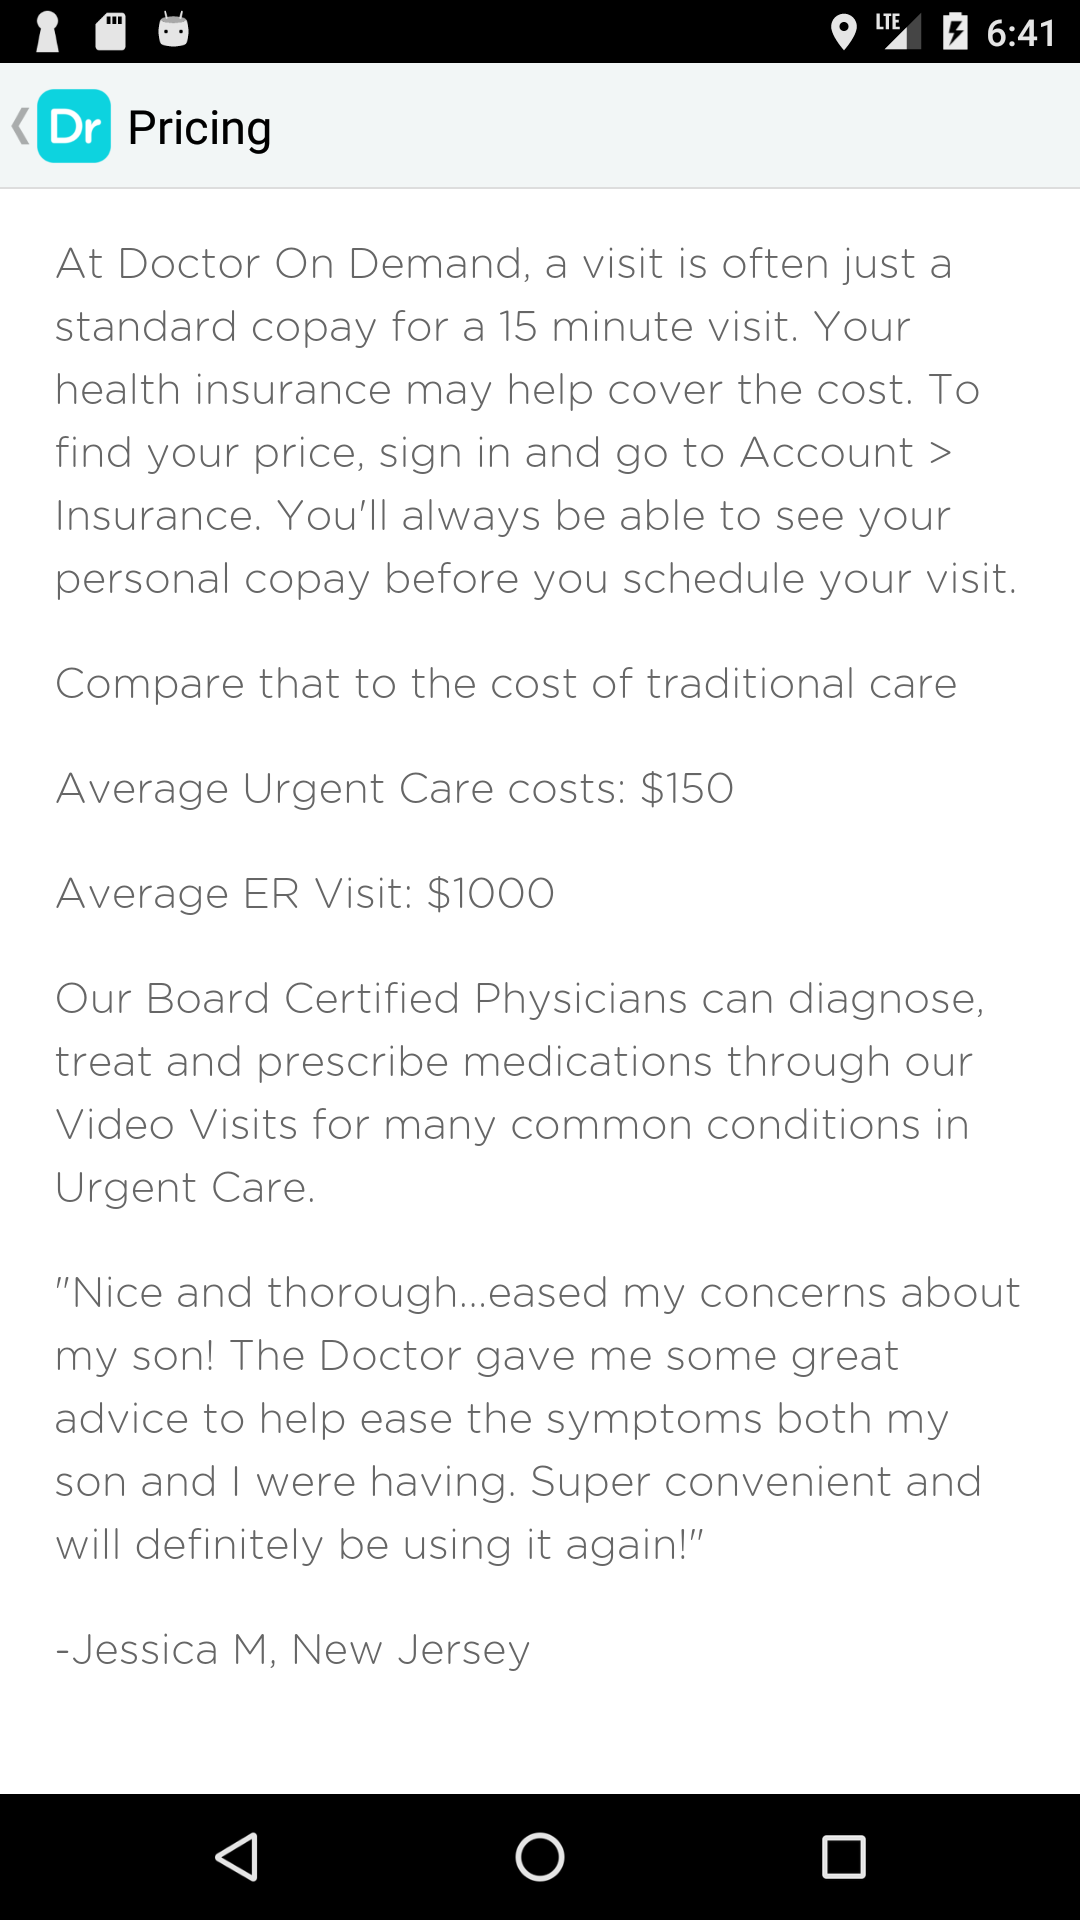 LTE 6:41
Dr Pricing
At Doctor On Demand, a visit is often just a
standard copay for a 15 minute visit. Your
health insurance may help cover the cost. To
find your price, sign in and go to Account >
Insurance. You'll always be able to see your
personal copay before you schedule your visit.
Compare that to the cost of traditional care
Average Urgent Care costs: $150
Average ER Visit: $1000
Our Board Certified Physicians can diagnose,
treat and prescribe medications through our
Video Visits for many common conditions in
Urgent Care.
"Nice and thorough...eased my concerns about
my son! The Doctor gave me some great
advice to help ease the symptoms both my
son and I were having. Super convenient and
will definitely be using it again!"
-Jessica M, New Jersey